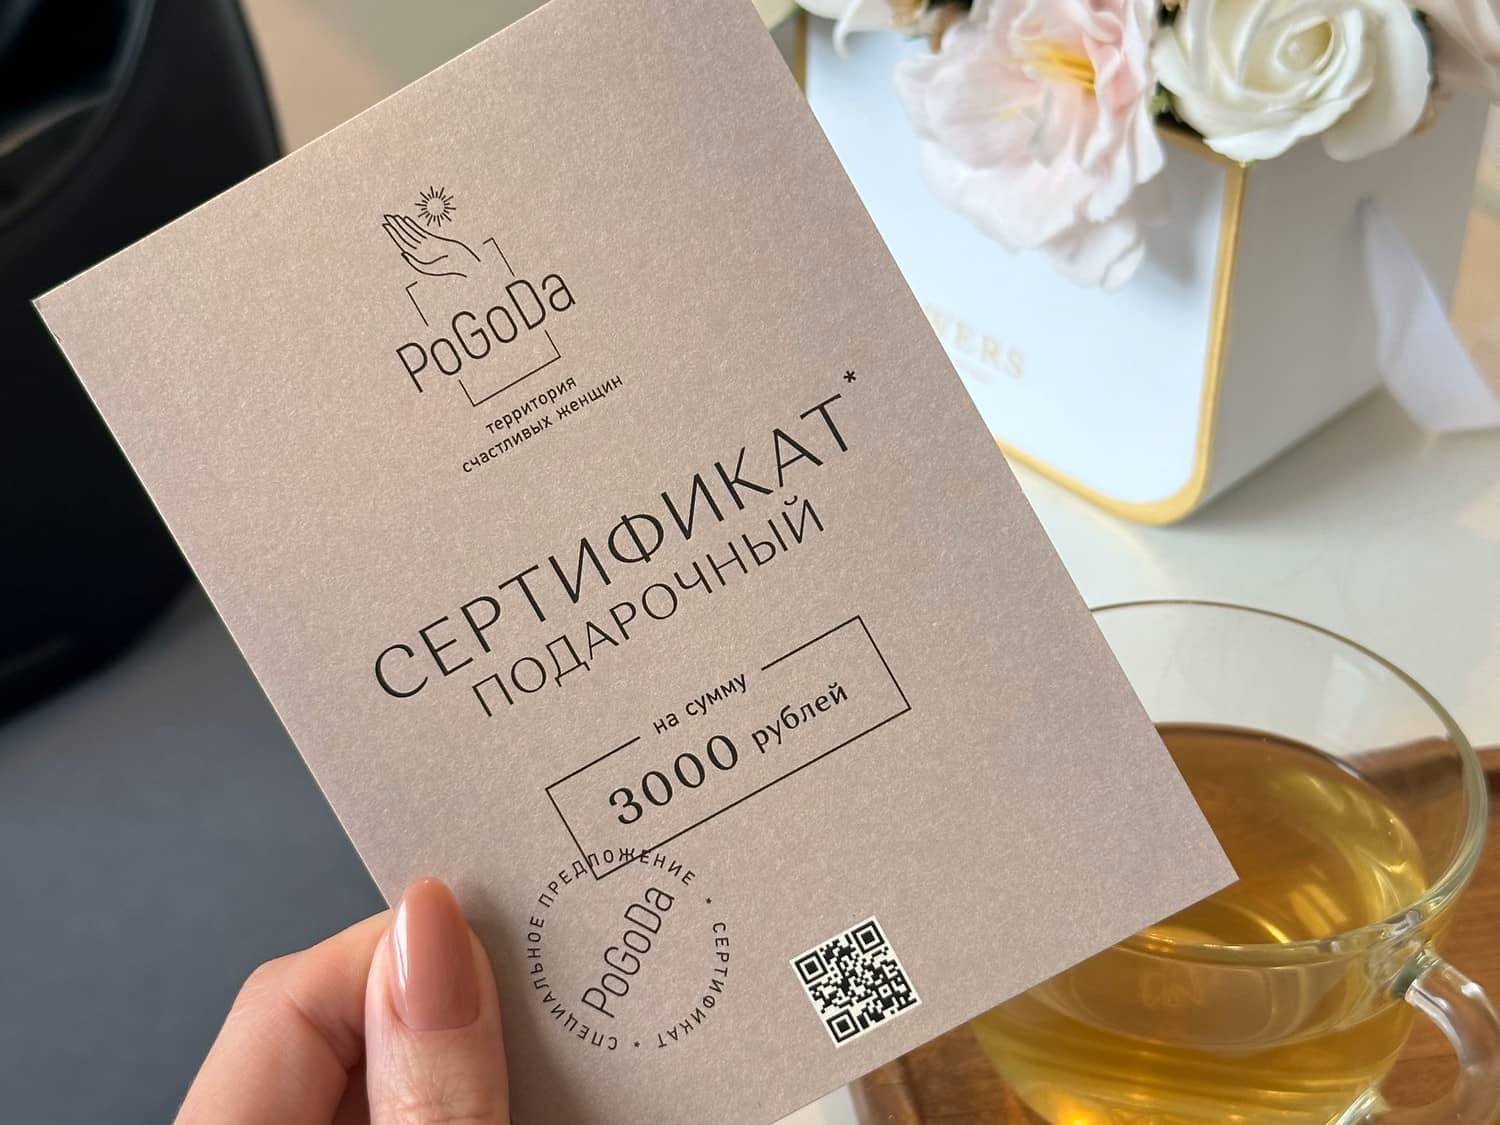 PoGoDa
территория
счастливых женщин
СЕРТИФИКАТ*
ПОДАРОЧНЫЙ
на сумму
3000 рублей
СПЕЦИАЛЬНОЕ ПРЕДЛОЖЕНИЕ * СЕРТИФИКАТ *
PoGoDa